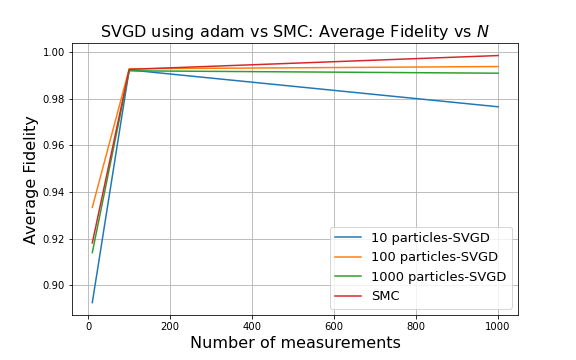 SVGD using adam vs SMC: Average Fidelity vs N
1.00
0.98
0.96
0.94
0.92
0.90
Average Fidelity
10 particles-SVGD
100 particles-SVGD
1000 particles-SVGD
SMC
0 200 400 600 800 1000
Number of measurements